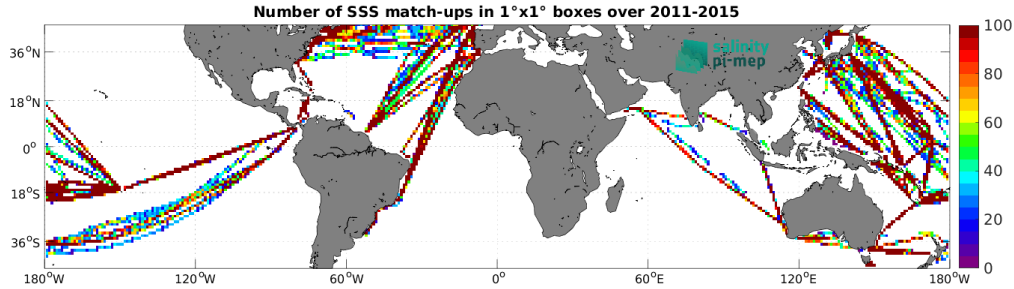 Number of SSS match-ups in 1°x1° boxes over 2011-2015
36°N
18°N
0°
18°S
36°S
180°W 120°W 60°W 0° 60°E 120°E 180°W
100
80
60
40
20
0
salinity
pi-mep